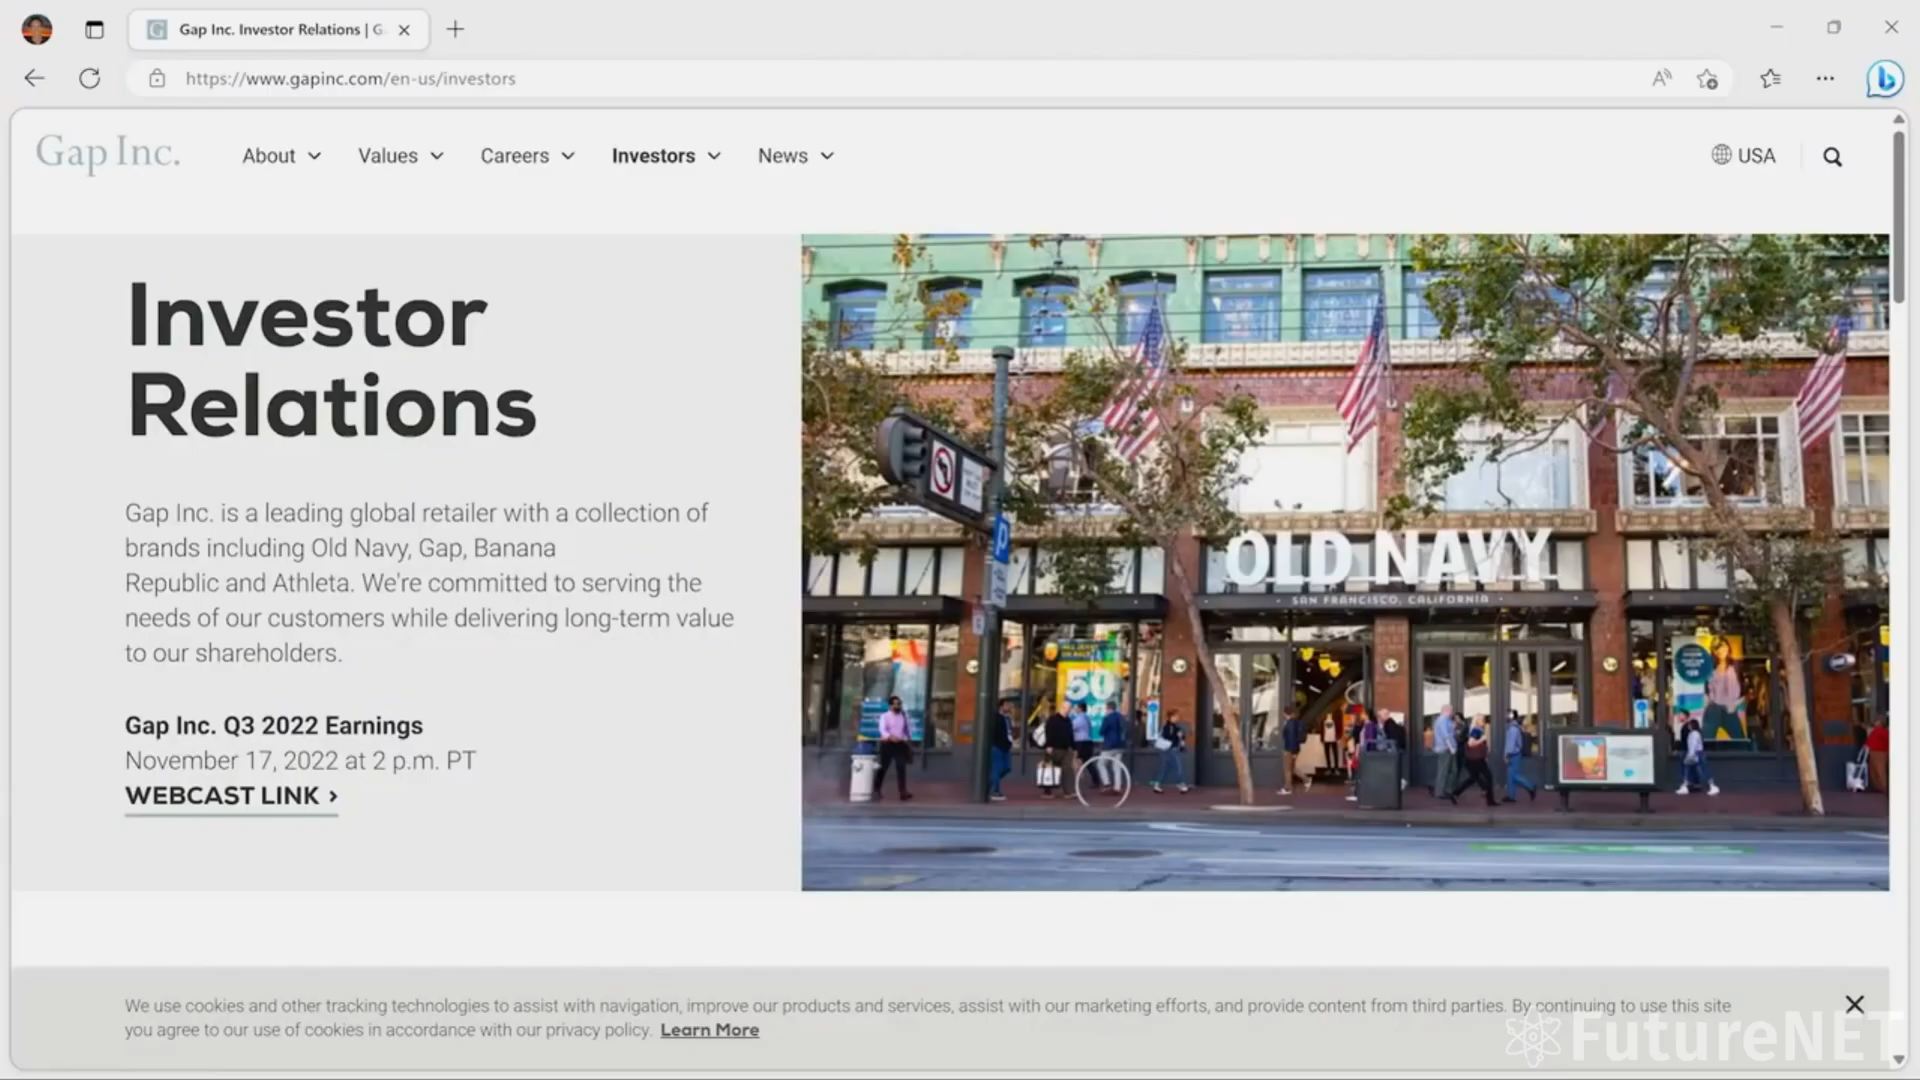 Gap Inc. Investor Relations | G
https://www.gapinc.com/en-us/investors
Gap Inc.
About
Values
Careers
Investors
News
USA
Investor
Relations
Gap Inc. is a leading global retailer with a collection of
brands including Old Navy, Gap, Banana
Republic and Athleta. We're committed to serving the
needs of our customers while delivering long-term value
to our shareholders.
Gap Inc. Q3 2022 Earnings
November 17, 2022 at 2 p.m. PT
WEBCAST LINK ›
OLD NAVY
SAN FRANCISCO, CALIFORNIA
P
50
We use cookies and other tracking technologies to assist with navigation, improve our products and services, assist with our marketing efforts, and provide content from third parties. By continuing to use this site
you agree to our use of cookies in accordance with our privacy policy. Learn More
FutureNET